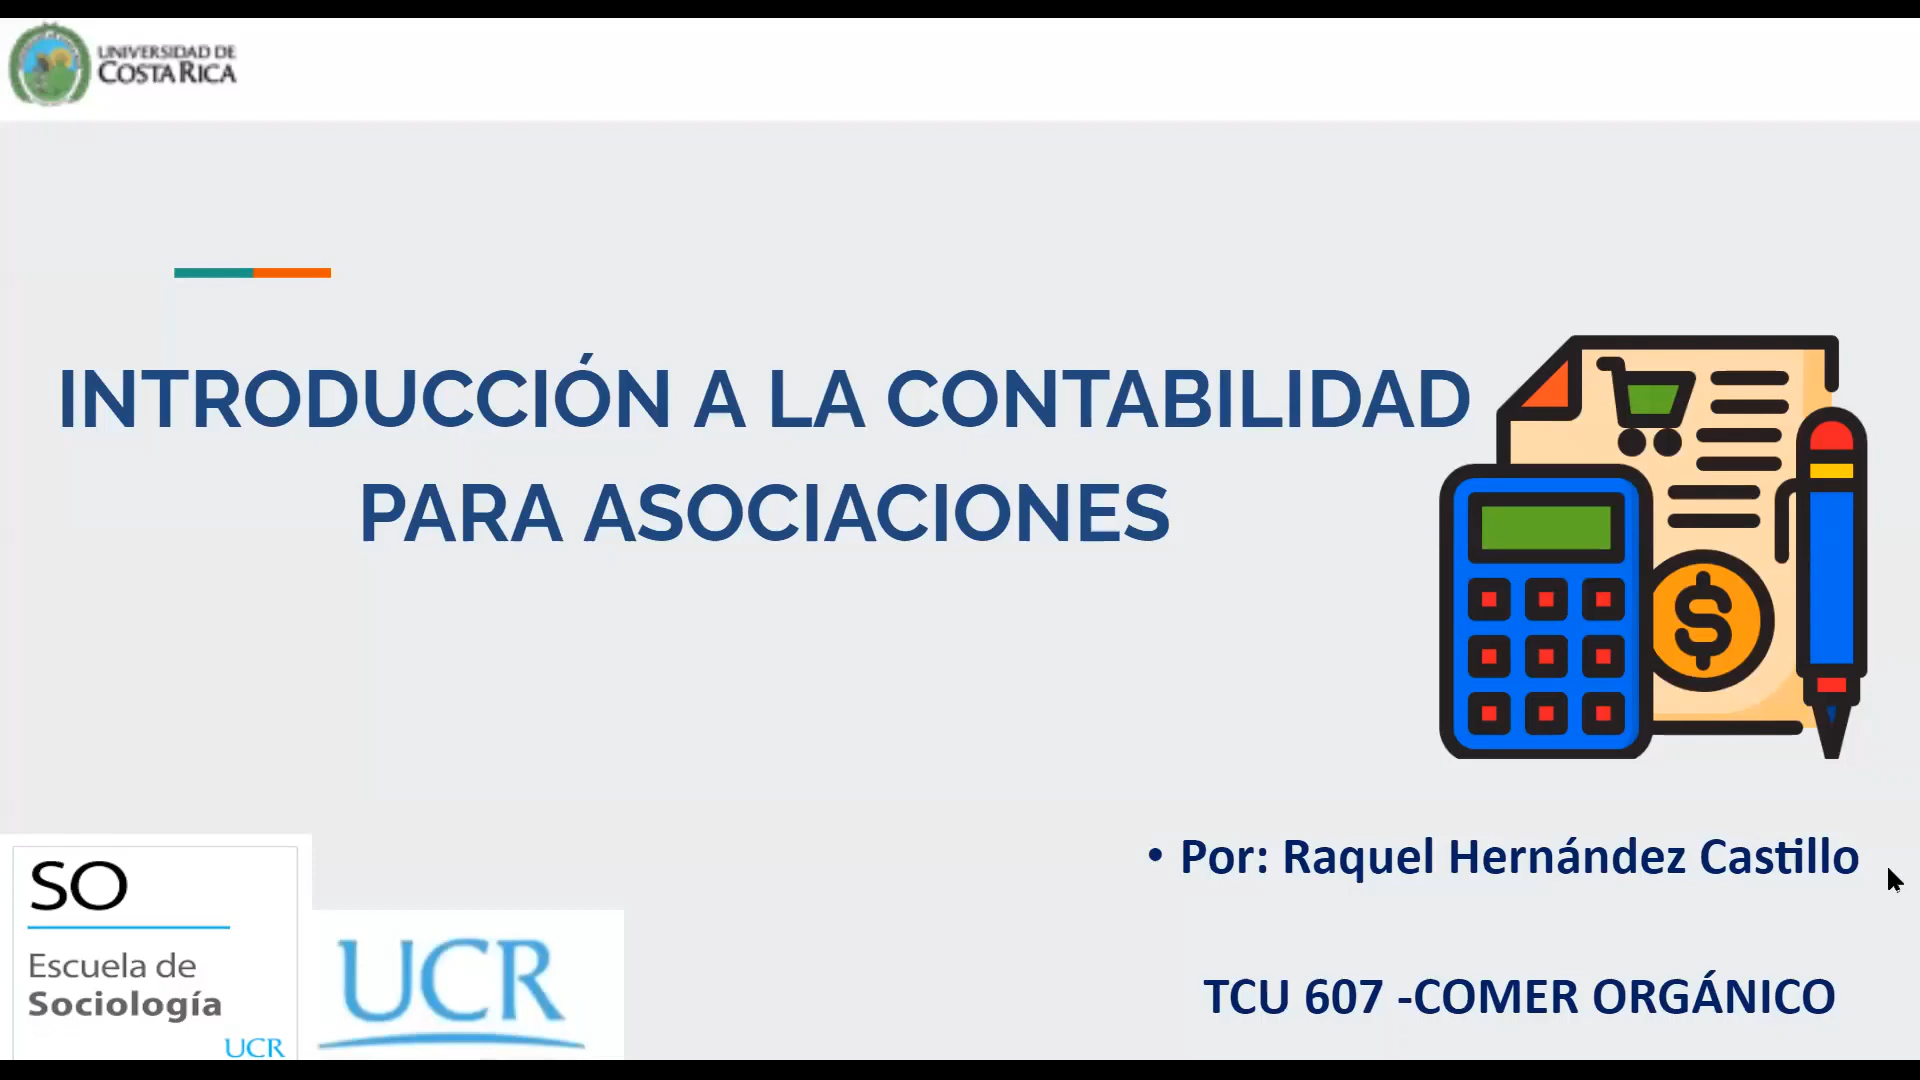 UNIVERSIDAD DE
COSTA RICA
INTRODUCCIÓN A LA CONTABILIDAD
PARA ASOCIACIONES
$
• Por: Raquel Hernández Castillo
TCU 607 -COMER ORGÁNICO
SO
Escuela de
Sociología
UCR
UCR